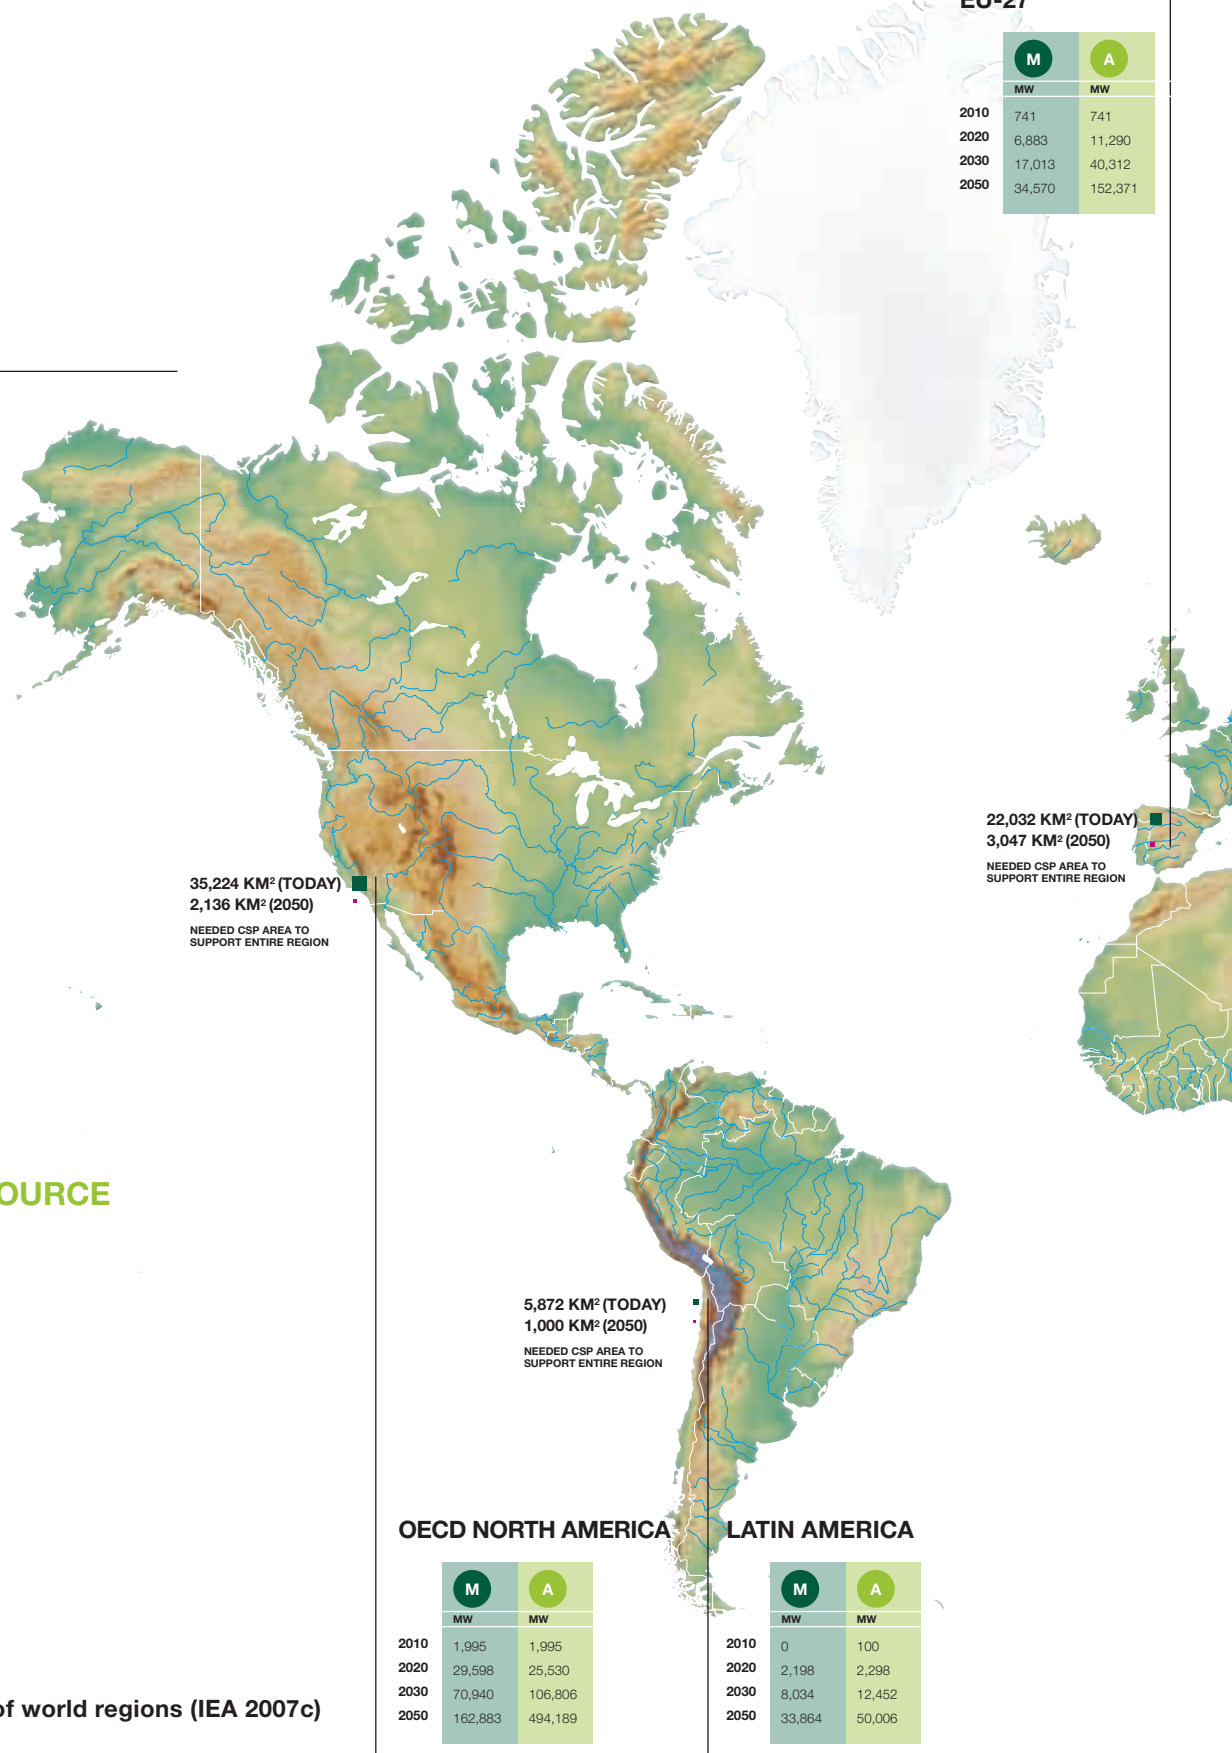 EU-27
M A
MW MW
2010 741 741
2020 6,883 11,290
2030 17,013 40,312
2050 34,570 152,371
22,032 KM² (TODAY)
3,047 KM² (2050)
NEEDED CSP AREA TO
SUPPORT ENTIRE REGION
35,224 KM² (TODAY)
2,136 KM² (2050)
NEEDED CSP AREA TO
SUPPORT ENTIRE REGION
OURCE
5,872 KM² (TODAY)
1,000 KM² (2050)
NEEDED CSP AREA TO
SUPPORT ENTIRE REGION
OECD NORTH AMERICA
M A
MW MW
2010 1,995 1,995
2020 29,598 25,530
2030 70,940 106,806
2050 162,883 494,189
LATIN AMERICA
M A
MW MW
2010 0 100
2020 2,198 2,298
2030 8,034 12,452
2050 33,864 50,006
of world regions (IEA 2007c)